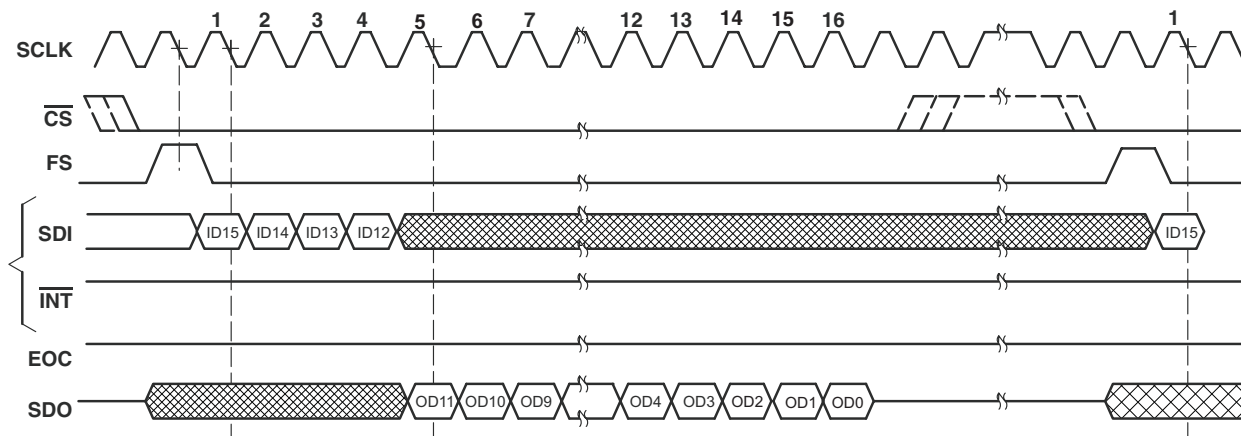 1 2 3 4 5 6 7 12 13 14 15 16 1
SCLK
CS
FS
SDI ID15 ID14 ID13 ID12 ID15
INT
EOC
SDO OD11 OD10 OD9 OD4 OD3 OD2 OD1 OD0